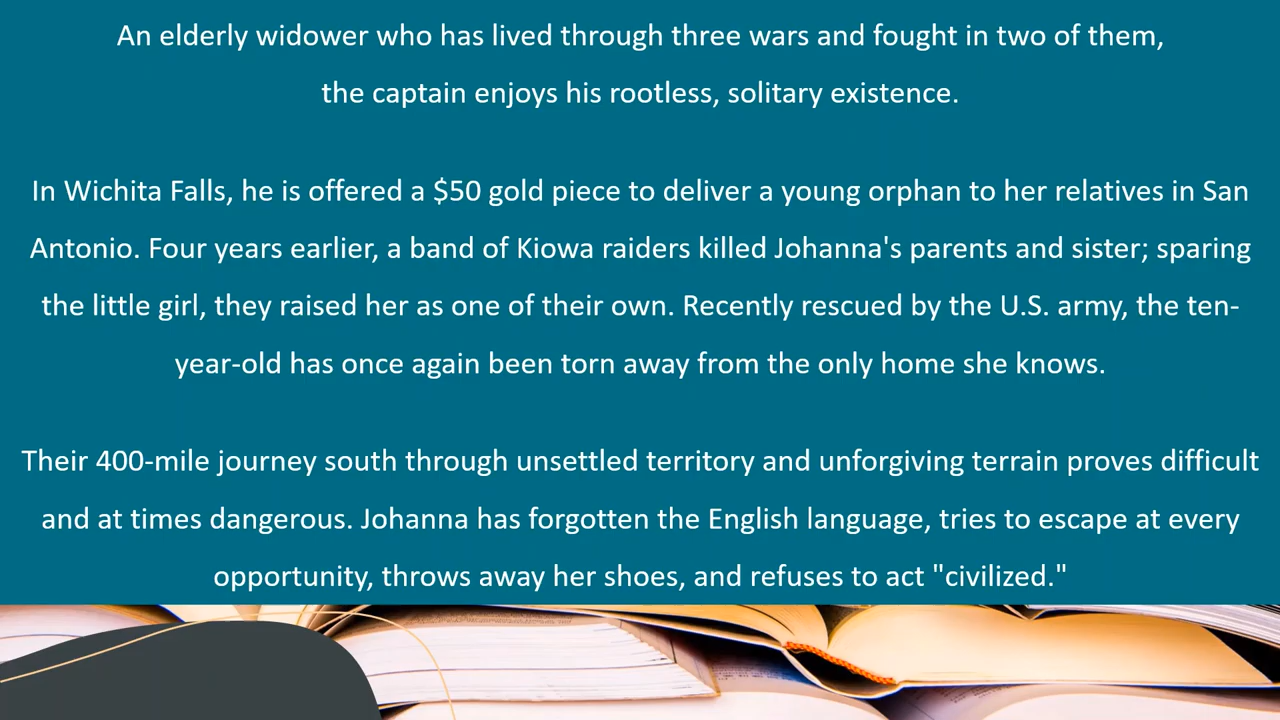 An elderly widower who has lived through three wars and fought in two of them,
the captain enjoys his rootless, solitary existence.
In Wichita Falls, he is offered a $50 gold piece to deliver a young orphan to her relatives in San
Antonio. Four years earlier, a band of Kiowa raiders killed Johanna's parents and sister; sparing
the little girl, they raised her as one of their own. Recently rescued by the U.S. army, the ten-
year-old has once again been torn away from the only home she knows.
Their 400-mile journey south through unsettled territory and unforgiving terrain proves difficult
and at times dangerous. Johanna has forgotten the English language, tries to escape at every
opportunity, throws away her shoes, and refuses to act "civilized."